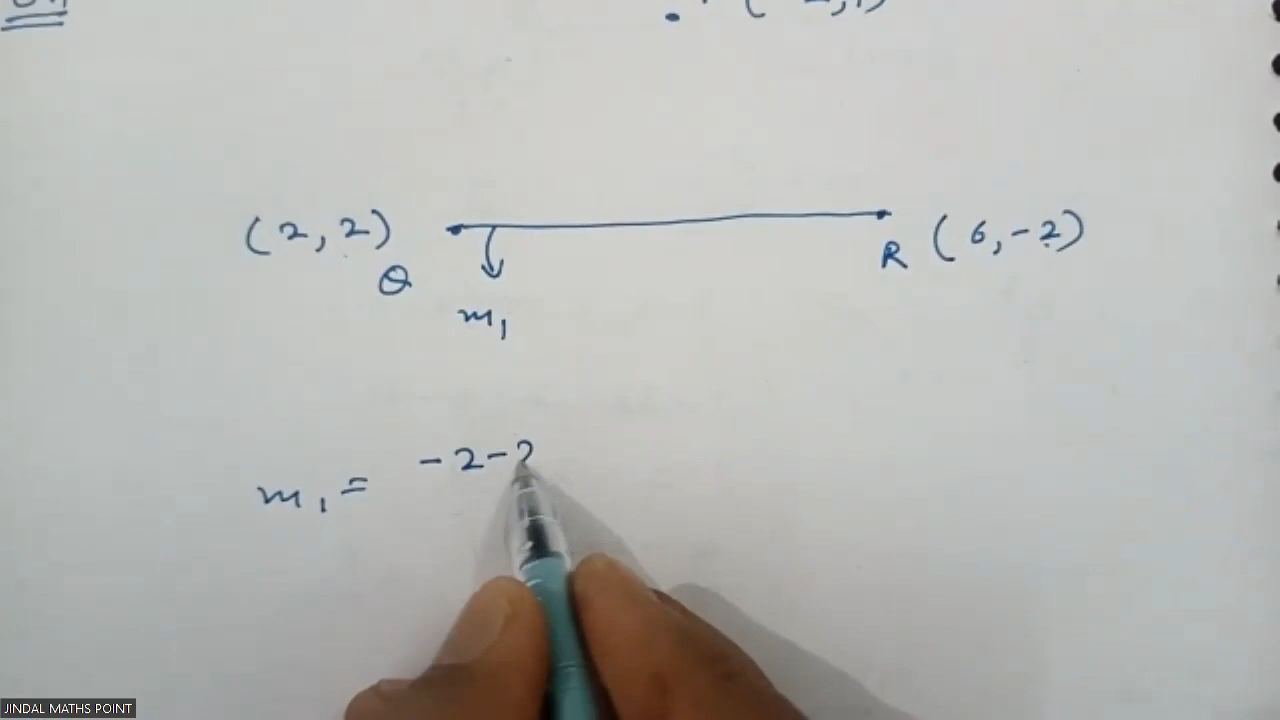 (2, 2)
Q
R (6, -2)
m₁
m₁ = -2-2
JINDAL MATHS POINT